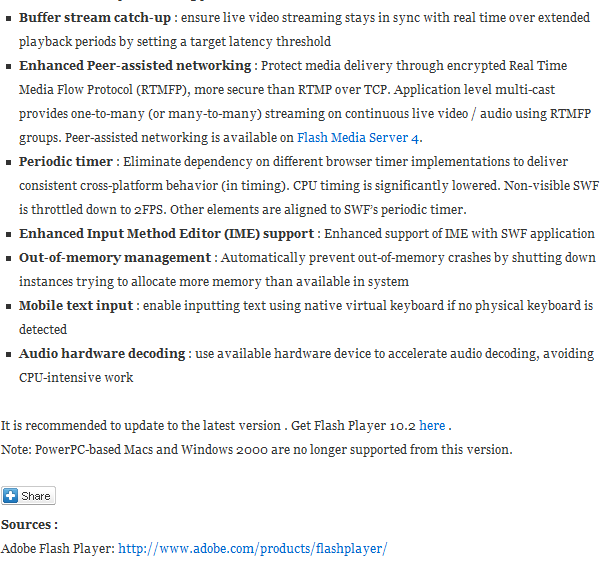 Buffer stream catch-up : ensure live video streaming stays in sync with real time over extended
playback periods by setting a target latency threshold
Enhanced Peer-assisted networking : Protect media delivery through encrypted Real Time
Media Flow Protocol (RTMFP), more secure than RTMP over TCP. Application level multi-cast
provides one-to-many (or many-to-many) streaming on continuous live video / audio using RTMFP
groups. Peer-assisted networking is available on Flash Media Server 4.
Periodic timer : Eliminate dependency on different browser timer implementations to deliver
consistent cross-platform behavior (in timing). CPU timing is significantly lowered. Non-visible SWF
is throttled down to 2FPS. Other elements are aligned to SWF's periodic timer.
Enhanced Input Method Editor (IME) support : Enhanced support of IME with SWF application
Out-of-memory management : Automatically prevent out-of-memory crashes by shutting down
instances trying to allocate more memory than available in system
Mobile text input : enable inputting text using native virtual keyboard if no physical keyboard is
detected
Audio hardware decoding : use available hardware device to accelerate audio decoding, avoiding
CPU-intensive work
It is recommended to update to the latest version . Get Flash Player 10.2 here .
Note: PowerPC-based Macs and Windows 2000 are no longer supported from this version.
Share
Sources :
Adobe Flash Player: http://www.adobe.com/products/flashplayer/